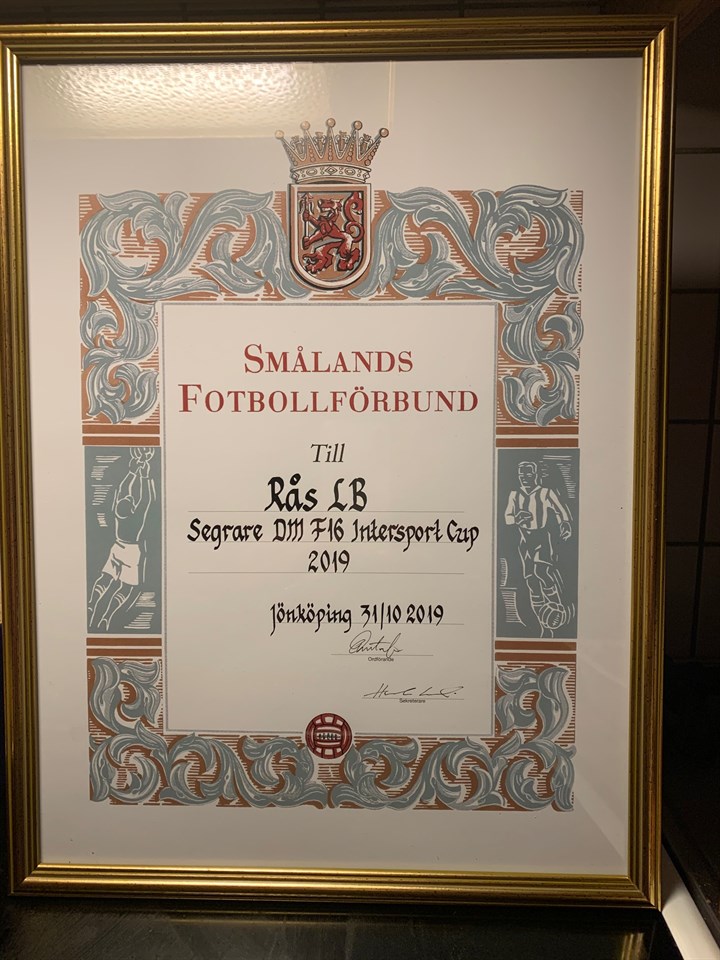 SMÅLANDS
FOTBOLLFÖRBUND
Till
Rås LB
Segrare DM F16 Intersport Cup
2019
Jönköping 31/10 2019
Ordförande
Sekreterare